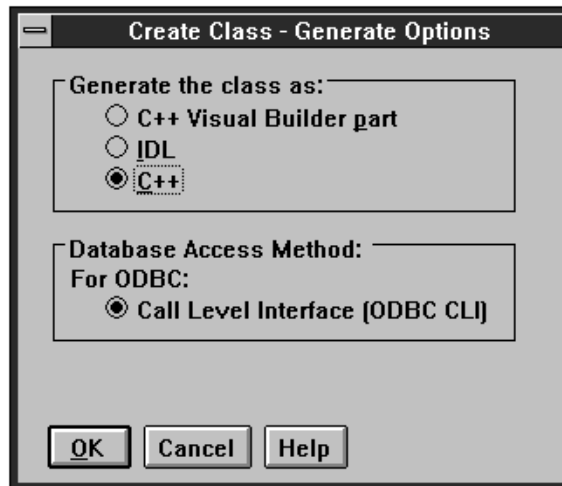 Create Class - Generate Options
Generate the class as:
C++ Visual Builder part
IDL
C++
Database Access Method:
For ODBC:
Call Level Interface (ODBC CLI)
OK Cancel Help